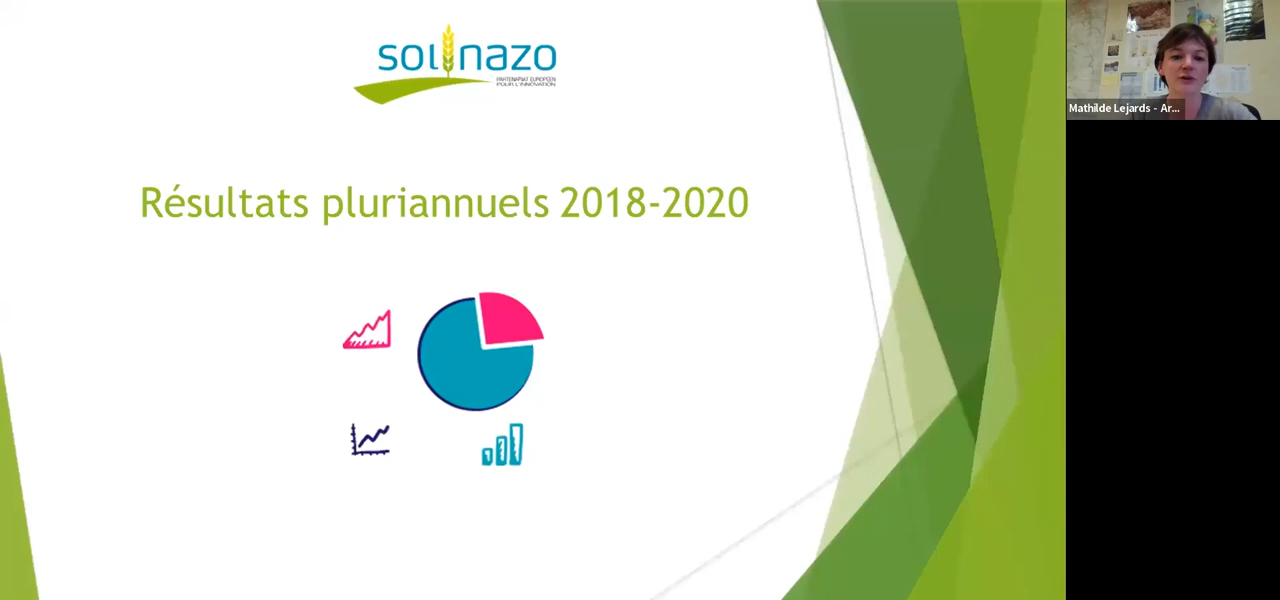 solinazo
PARTENARIAT EUROPÉEN
POUR L'INNOVATION
Résultats pluriannuels 2018-2020
Mathilde Lejards - Ar...